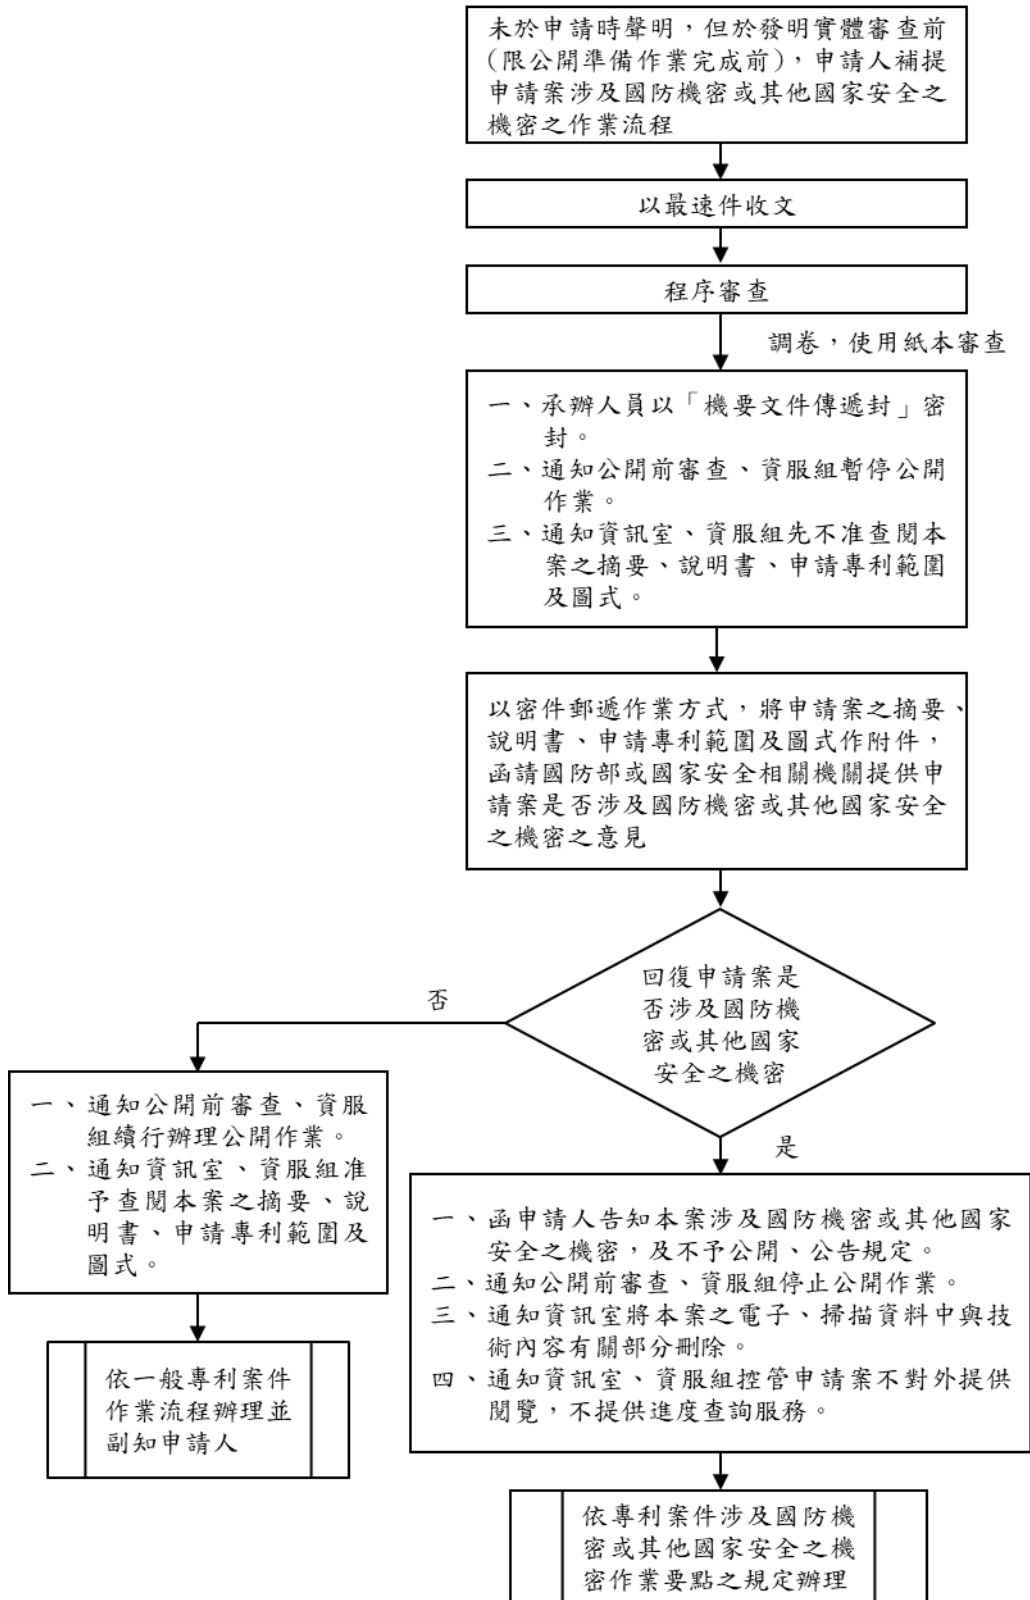 未於申請時聲明，但於發明實體審查前
(限公開準備作業完成前)，申請人補提
申請案涉及國防機密或其他國家安全之
機密之作業流程
以最速件收文
程序審查
調卷，使用紙本審查
一、承辦人員以「機要文件傳遞封」密
封。
二、通知公開前審查、資服組暫停公開
作業。
三、通知資訊室、資服組先不准查閱本
案之摘要、說明書、申請專利範圍
及圖式。
以密件郵遞作業方式，將申請案之摘要、
說明書、申請專利範圍及圖式作附件，
函請國防部或國家安全相關機關提供申
請案是否涉及國防機密或其他國家安全
之機密之意見
回復申請案是
否涉及國防機
密或其他國家
安全之機密
否
一、通知公開前審查、資服
組續行辦理公開作業。
二、通知資訊室、資服組准
予查閱本案之摘要、說
明書、申請專利範圍及
圖式。
依一般專利案件
作業流程辦理並
副知申請人
是
一、函申請人告知本案涉及國防機密或其他國家
安全之機密，及不予公開、公告規定。
二、通知公開前審查、資服組停止公開作業。
三、通知資訊室將本案之電子、掃描資料中與技
術內容有關部分刪除。
四、通知資訊室、資服組控管申請案不對外提供
閱覽，不提供進度查詢服務。
依專利案件涉及國防機
密或其他國家安全之機
密作業要點之規定辦理